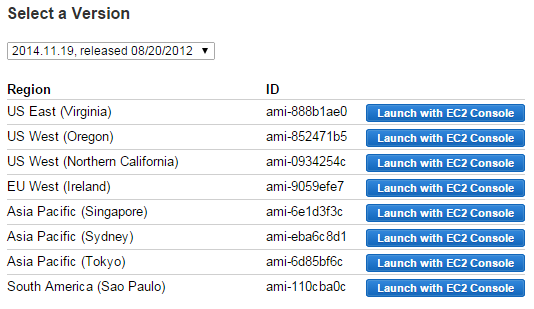 Select a Version
2014.11.19, released 08/20/2012
Region ID
US East (Virginia) ami-888b1ae0 Launch with EC2 Console
US West (Oregon) ami-852471b5 Launch with EC2 Console
US West (Northern California) ami-0934254c Launch with EC2 Console
EU West (Ireland) ami-9059efe7 Launch with EC2 Console
Asia Pacific (Singapore) ami-6e1d3f3c Launch with EC2 Console
Asia Pacific (Sydney) ami-eba6c8d1 Launch with EC2 Console
Asia Pacific (Tokyo) ami-6d85bf6c Launch with EC2 Console
South America (Sao Paulo) ami-110cba0c Launch with EC2 Console